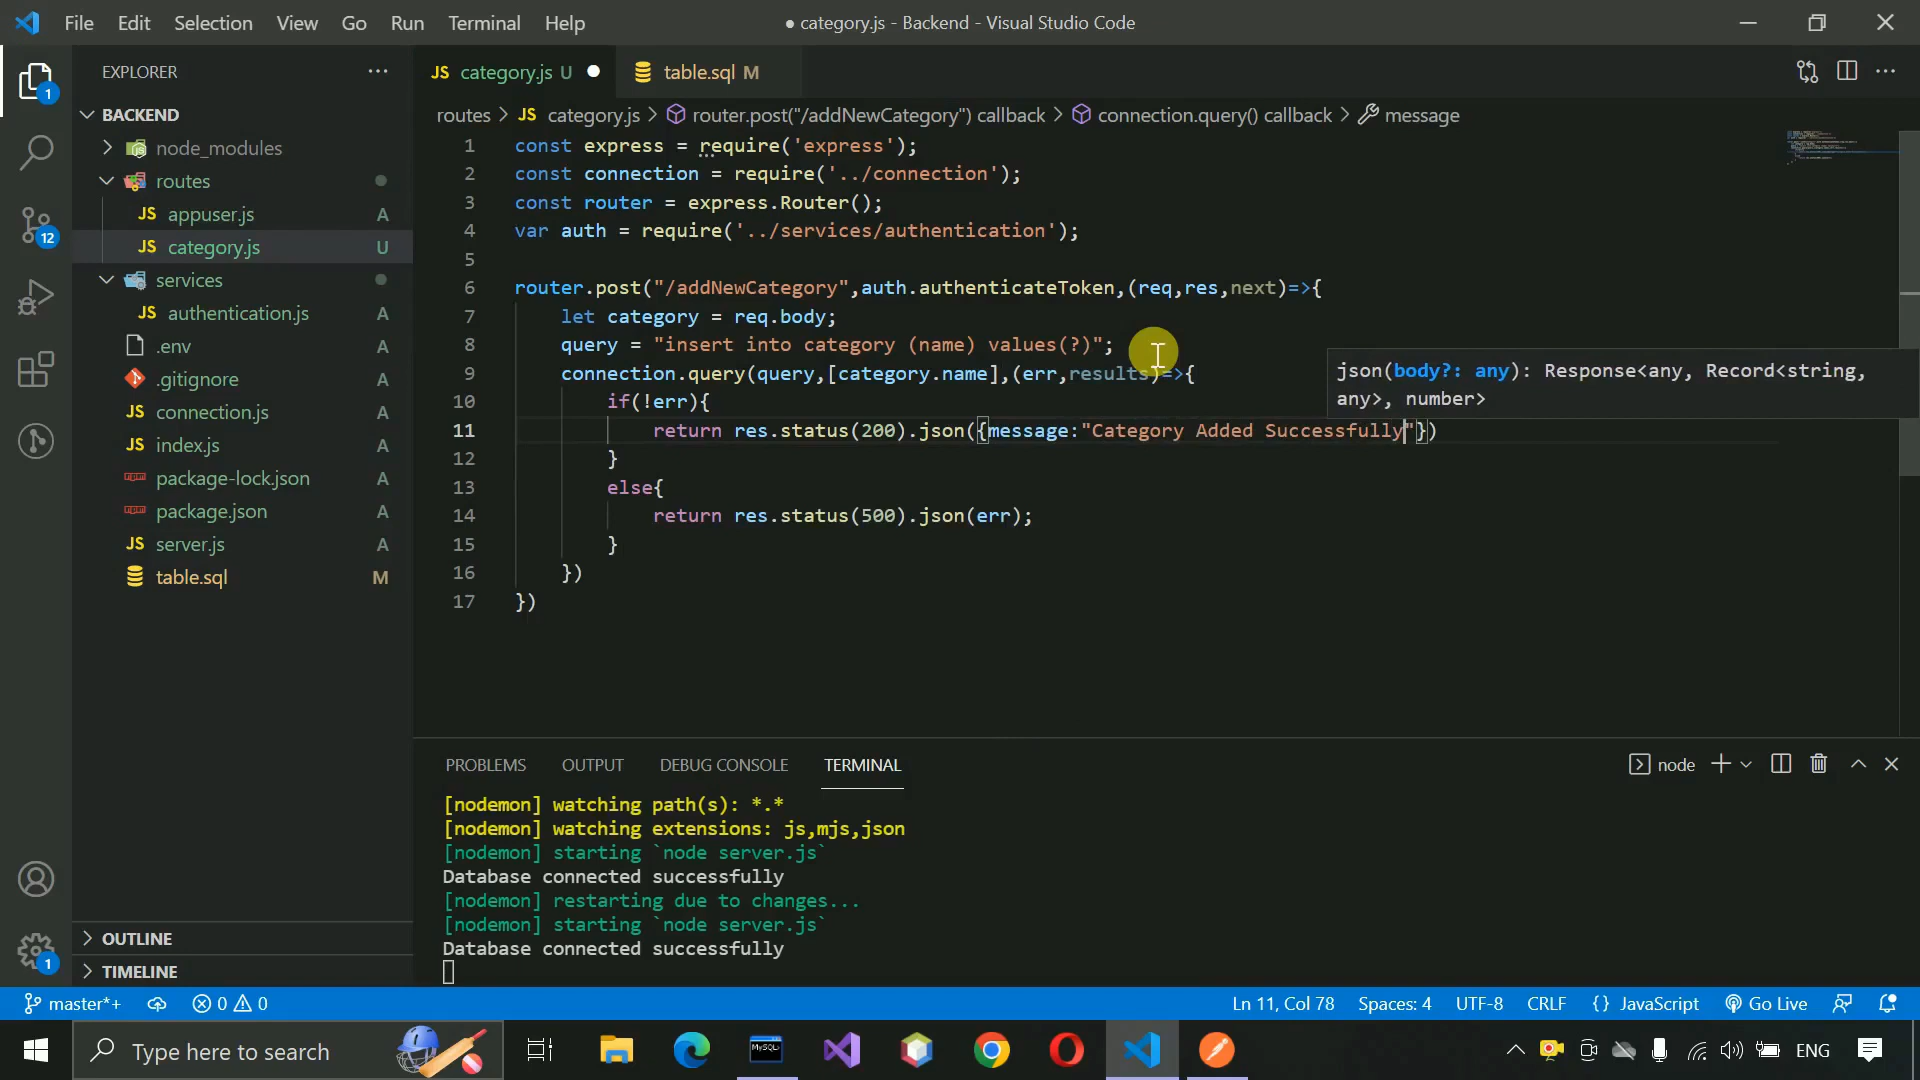 File Edit Selection View Go Run Terminal Help
● category.js - Backend - Visual Studio Code
EXPLORER
BACKEND
node_modules
routes
JS appuser.js A
JS category.js U
services
JS authentication.js A
.env A
.gitignore A
JS connection.js A
JS index.js A
package-lock.json A
package.json A
JS server.js A
table.sql M
OUTLINE
TIMELINE
JS category.js U ●
table.sql M
routes > JS category.js > router.post("/addNewCategory") callback > connection.query() callback > message
1 const express = require('express');
2 const connection = require('../connection');
3 const router = express.Router();
4 var auth = require('../services/authentication');
5
6 router.post("/addNewCategory",auth.authenticateToken,(req,res,next)=>{
7 let category = req.body;
8 query = "insert into category (name) values(?)";
9 connection.query(query,[category.name],(err,results)=>{
10 if(!err){
11 return res.status(200).json({message:"Category Added Successfully"})
12 }
13 else{
14 return res.status(500).json(err);
15 }
16 })
17 })
json(body?: any): Response<any, Record<string,
any>, number>
PROBLEMS OUTPUT DEBUG CONSOLE TERMINAL
node
[nodemon] watching path(s): *.*
[nodemon] watching extensions: js,mjs,json
[nodemon] starting `node server.js`
Database connected successfully
[nodemon] restarting due to changes...
[nodemon] starting `node server.js`
Database connected successfully
1
12
1
master*+ 0 0
Ln 11, Col 78 Spaces: 4 UTF-8 CRLF {} JavaScript Go Live
Type here to search
MySQL
ENG